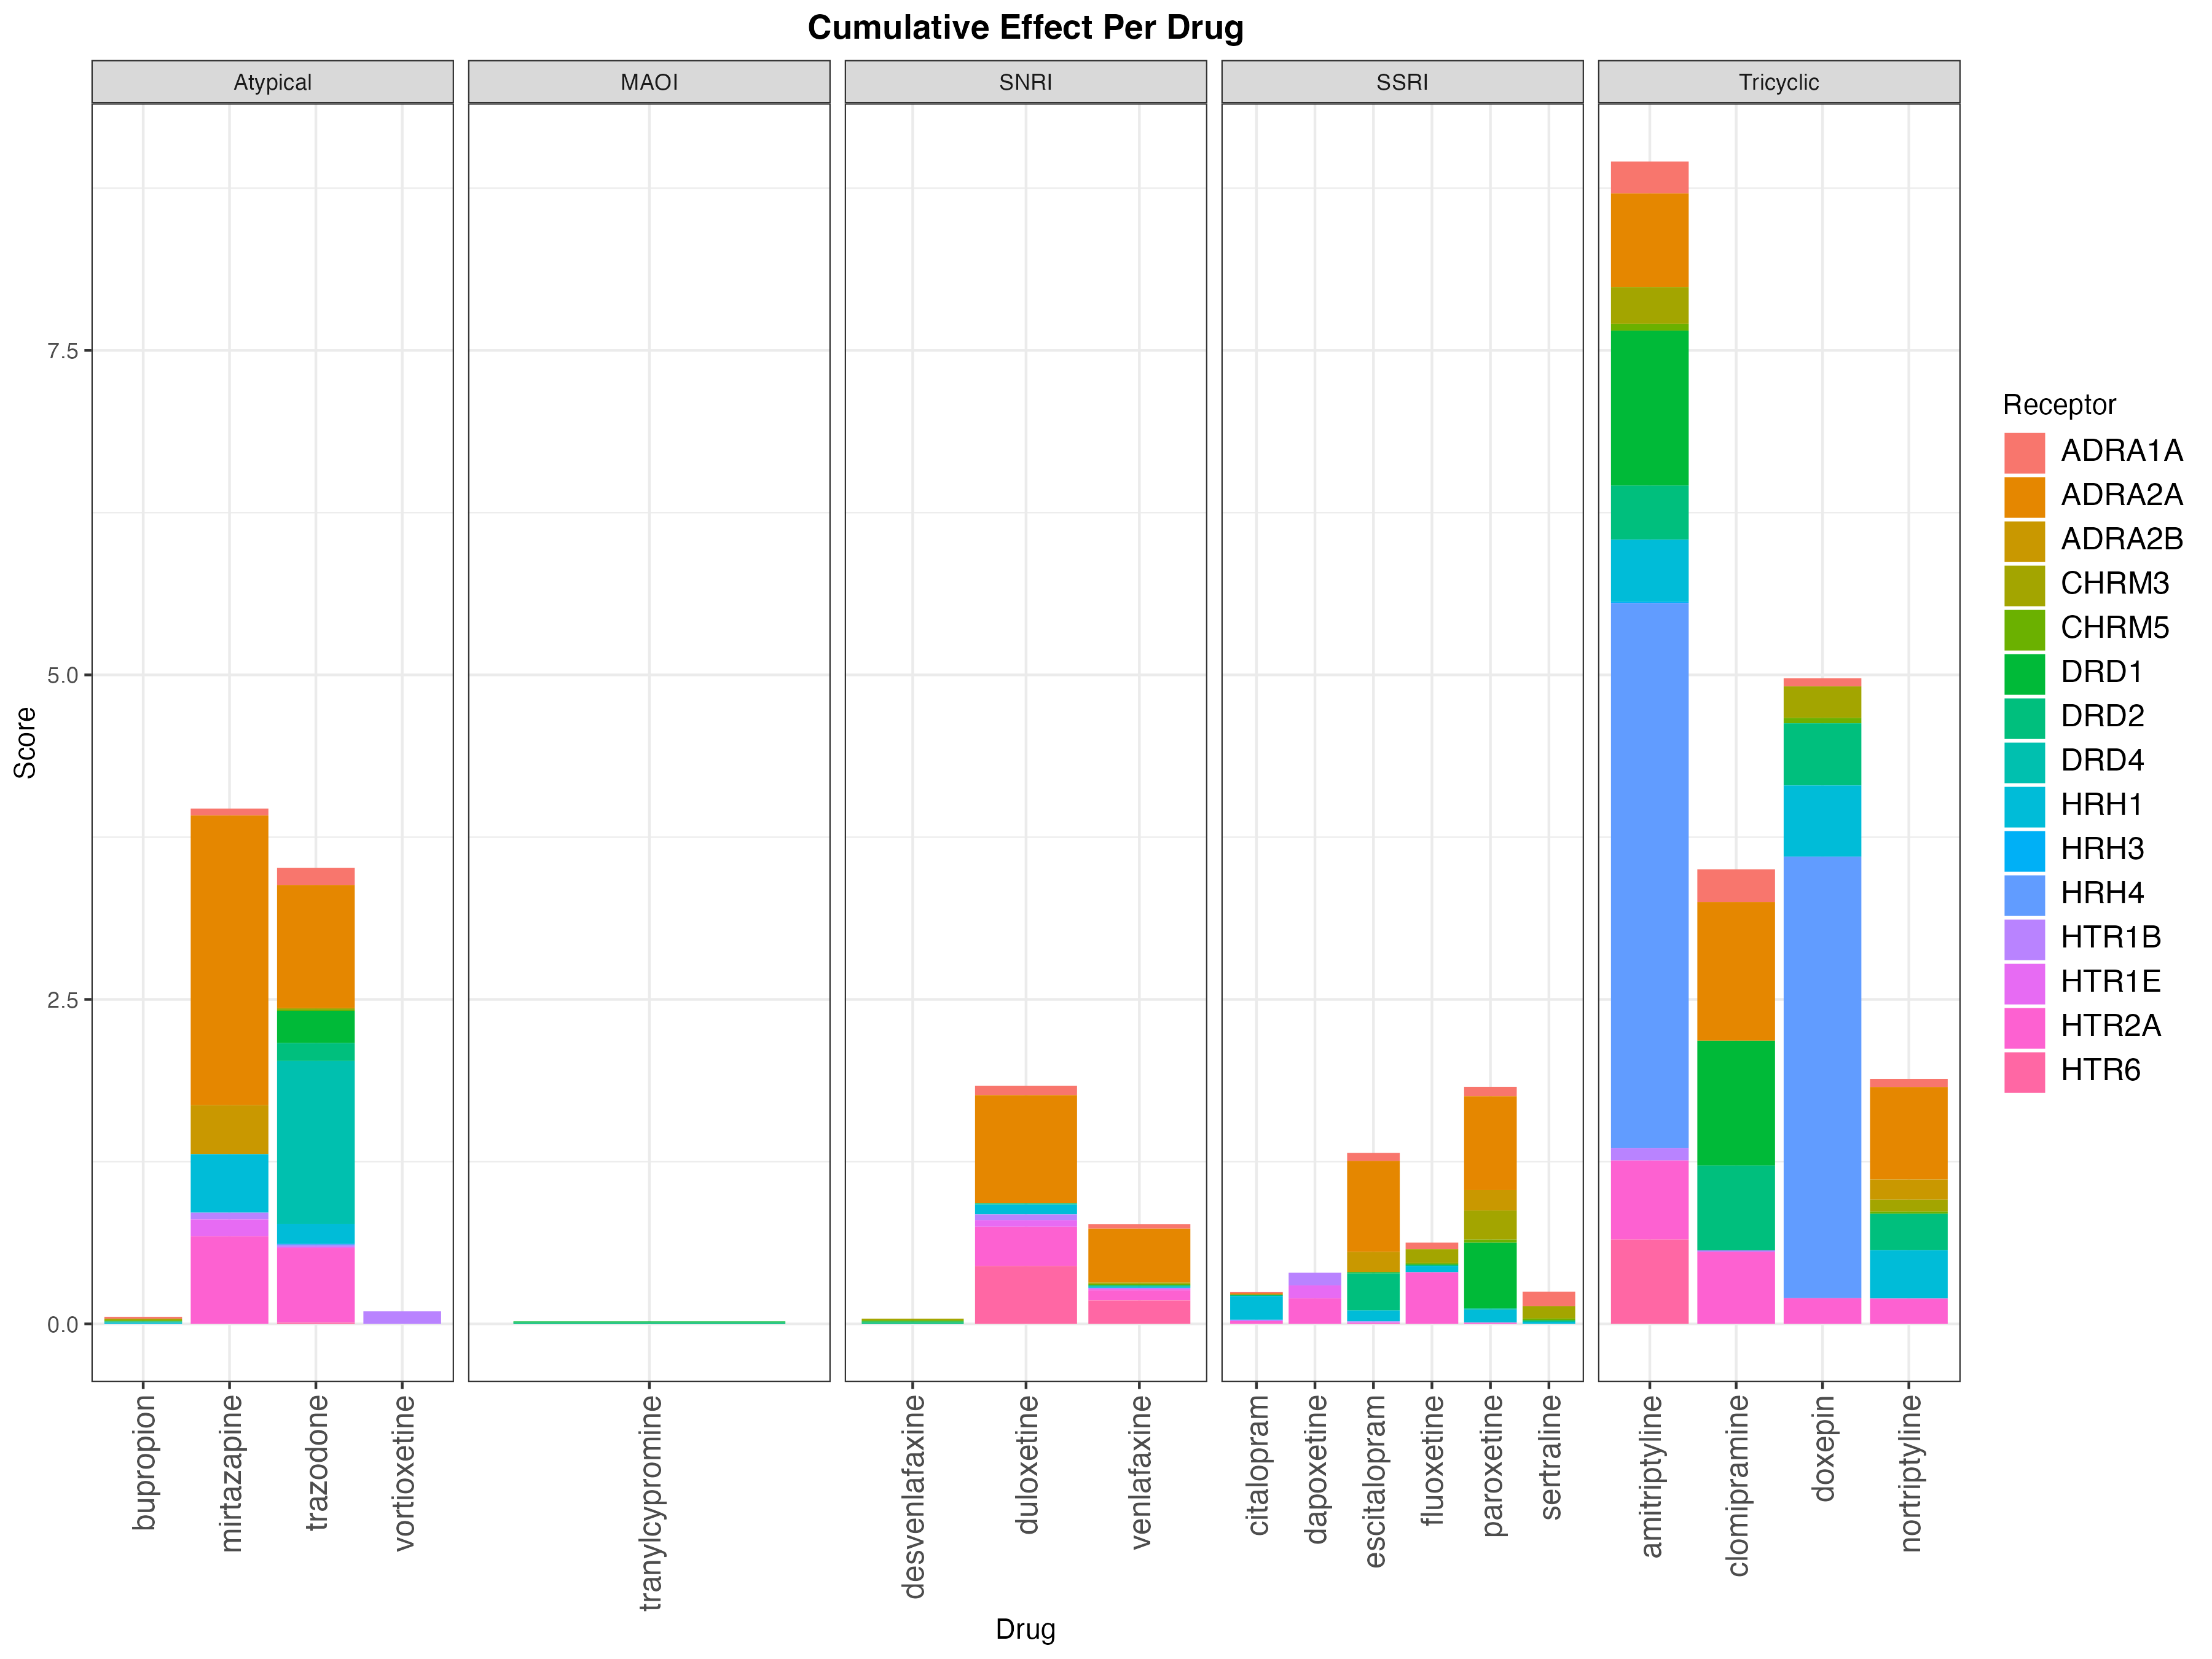 Cumulative Effect Per Drug
Atypical
MAOI
SNRI
SSRI
Tricyclic
Score
7.5
5.0
2.5
0.0
bupropion
mirtazapine
trazodone
vortioxetine
tranylcypromine
desvenlafaxine
duloxetine
venlafaxine
citalopram
dapoxetine
escitalopram
fluoxetine
paroxetine
sertraline
amitriptyline
clomipramine
doxepin
nortriptyline
Drug
Receptor
ADRA1A
ADRA2A
ADRA2B
CHRM3
CHRM5
DRD1
DRD2
DRD4
HRH1
HRH3
HRH4
HTR1B
HTR1E
HTR2A
HTR6